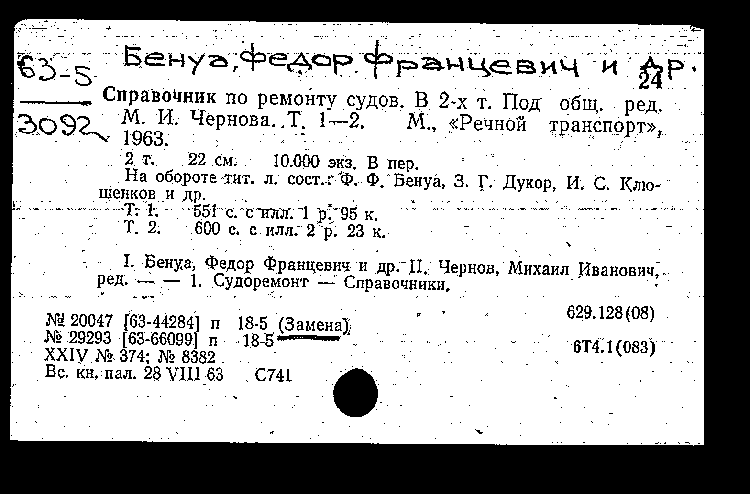 Бенуа, Федор Францевич и др.
63-5
24
Справочник по ремонту судов. В 2-х т. Под общ. ред.
3092
М. И. Чернова. Т. 1—2. М., «Речной транспорт»,
1963.
2 т. 22 см. 10.000 экз. В пер.
На обороте тит. л. сост.: Ф. Ф. Бенуа, З. Г. Дукор, И. С. Клю-
шенков и др.
Т. 1. 551 с. с илл. 1 р. 95 к.
Т. 2. 600 с. с илл. 2 р. 23 к.
I. Бенуа, Федор Францевич и др. II. Чернов, Михаил Иванович,
ред. — — 1. Судоремонт — Справочники.
629.128(08)
№ 20047 [63-44284] п 18-5 (Замена)
№ 29293 [63-66099] п 18-5
6Т4.1(083)
XXIV № 374; № 8382
Вс. кн. пал. 28 VIII 63 С741